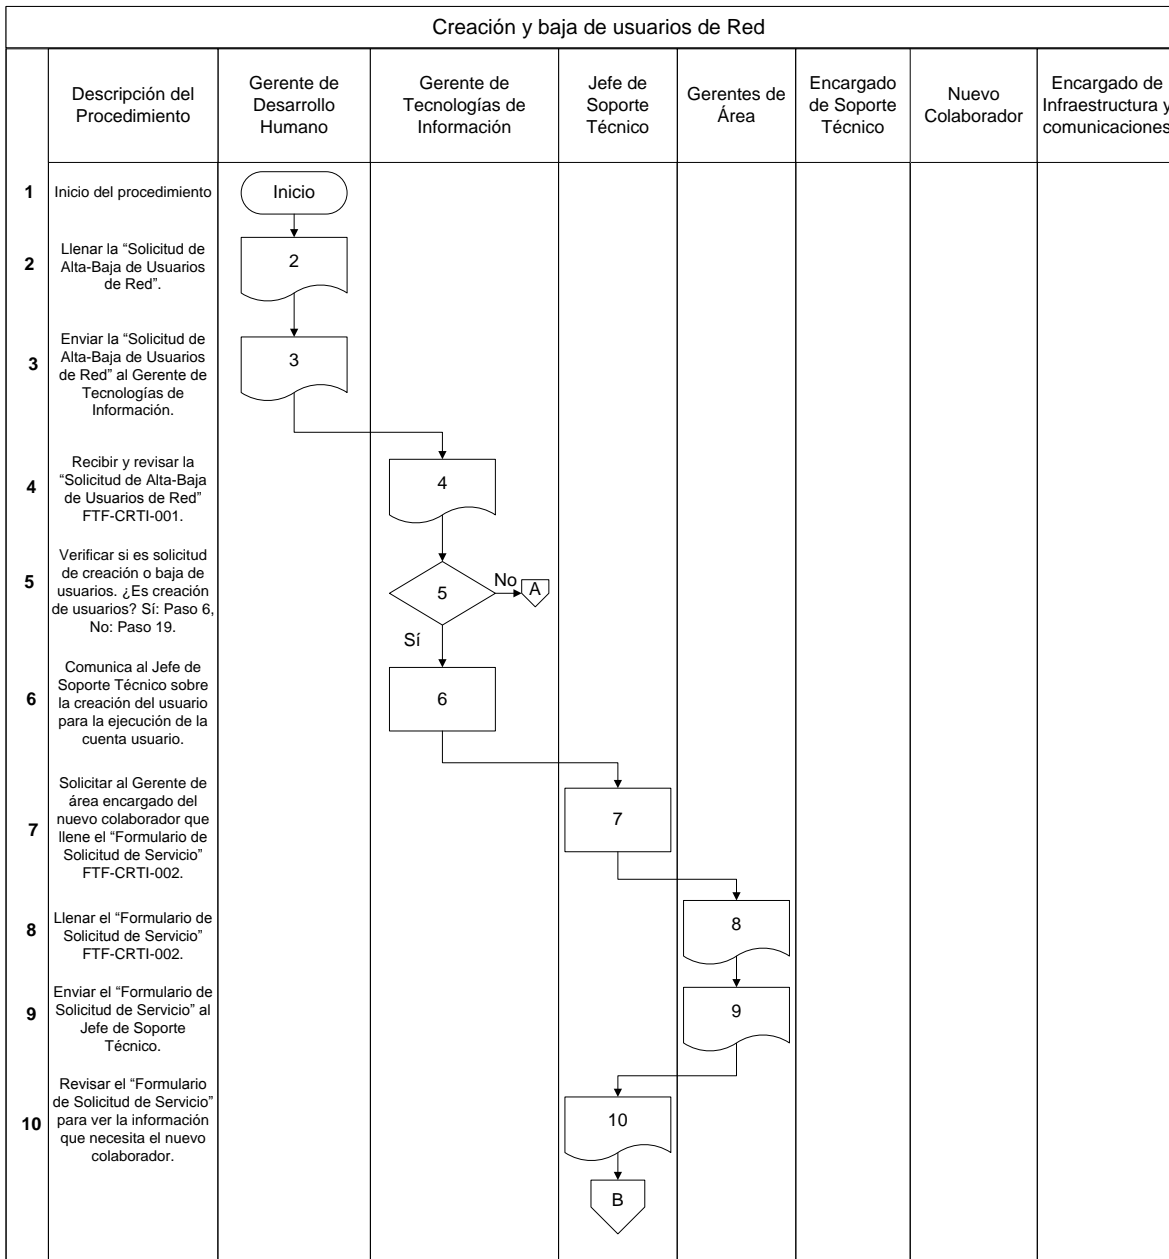 Creación y baja de usuarios de Red
Descripción del
Procedimiento
Gerente de
Desarrollo
Humano
Gerente de
Tecnologías de
Información
Jefe de
Soporte
Técnico
Gerentes de
Área
Encargado
de Soporte
Técnico
Nuevo
Colaborador
Encargado de
Infraestructura y
comunicaciones
1
Inicio del procedimiento
Inicio
2
Llenar la “Solicitud de
Alta-Baja de Usuarios
de Red”.
2
3
Enviar la “Solicitud de
Alta-Baja de Usuarios
de Red” al Gerente de
Tecnologías de
Información.
3
4
Recibir y revisar la
“Solicitud de Alta-Baja
de Usuarios de Red”
FTF-CRTI-001.
4
5
Verificar si es solicitud
de creación o baja de
usuarios. ¿Es creación
de usuarios? Sí: Paso 6,
No: Paso 19.
5
No
A
Sí
6
Comunica al Jefe de
Soporte Técnico sobre
la creación del usuario
para la ejecución de la
cuenta usuario.
6
7
Solicitar al Gerente de
área encargado del
nuevo colaborador que
llene el “Formulario de
Solicitud de Servicio”
FTF-CRTI-002.
7
8
Llenar el “Formulario de
Solicitud de Servicio”
FTF-CRTI-002.
8
9
Enviar el “Formulario de
Solicitud de Servicio” al
Jefe de Soporte
Técnico.
9
10
Revisar el “Formulario
de Solicitud de Servicio”
para ver la información
que necesita el nuevo
colaborador.
10
B